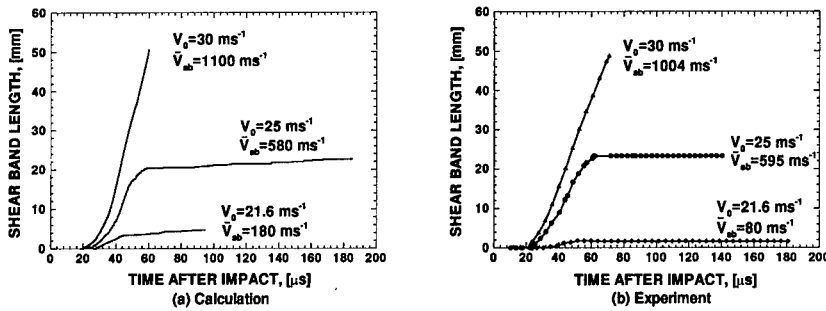 60
50
40
30
20
10
0
SHEAR BAND LENGTH, [mm]
V₀=30 ms⁻¹
V̄ₐb=1100 ms⁻¹
V₀=25 ms⁻¹
V̄ₐb=580 ms⁻¹
V₀=21.6 ms⁻¹
V̄ₐb=180 ms⁻¹
0 20 40 60 80 100 120 140 160 180 200
TIME AFTER IMPACT, [μs]
(a) Calculation
60
50
40
30
20
10
0
SHEAR BAND LENGTH, [mm]
V₀=30 ms⁻¹
V̄ₐb=1004 ms⁻¹
V₀=25 ms⁻¹
V̄ₐb=595 ms⁻¹
V₀=21.6 ms⁻¹
V̄ₐb=80 ms⁻¹
0 20 40 60 80 100 120 140 160 180 200
TIME AFTER IMPACT, [μs]
(b) Experiment